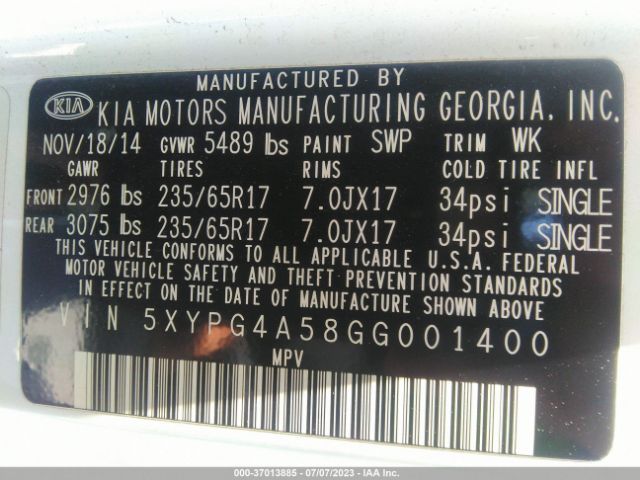 MANUFACTURED BY
KIA KIA MOTORS MANUFACTURING GEORGIA, INC.
NOV/18/14 GVWR 5489 lbs PAINT SWP TRIM WK
GAWR TIRES RIMS COLD TIRE INFL
FRONT 2976 lbs 235/65R17 7.0JX17 34psi SINGLE
REAR 3075 lbs 235/65R17 7.0JX17 34psi SINGLE
THIS VEHICLE CONFORMS TO ALL APPLICABLE U.S.A. FEDERAL
MOTOR VEHICLE SAFETY AND THEFT PREVENTION STANDARDS
IN EFFECT ON THE DATE OF MANUFACTURE SHOWN ABOVE
VIN 5XYPG4A58GG001400
MPV
000-37013885 - 07/07/2023 - IAA Inc.